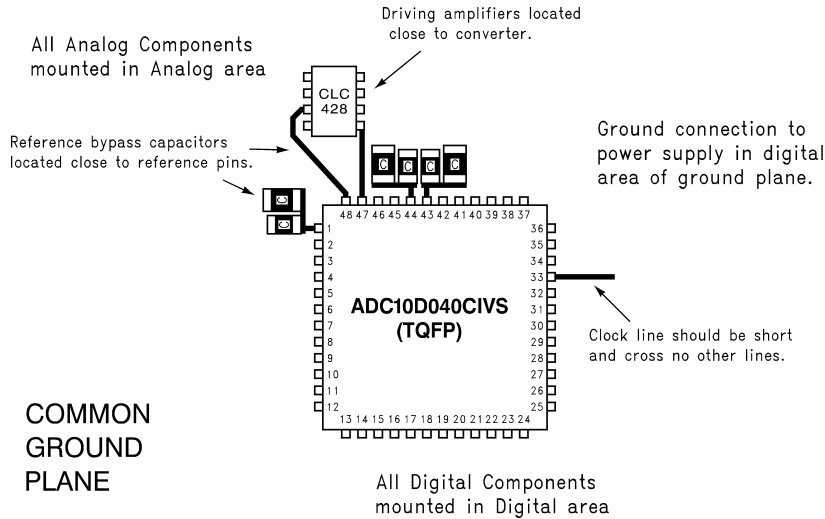 Driving amplifiers located
close to converter.
All Analog Components
mounted in Analog area
CLC
428
Reference bypass capacitors
located close to reference pins.
Ground connection to
power supply in digital
area of ground plane.
C C C C
C
C
48 47 46 45 44 43 42 41 40 39 38 37
1 36
2 35
3 34
4 33
5 32
6 31
7 30
8 29
9 28
10 27
11 26
12 25
ADC10D040CIVS
(TQFP)
13 14 15 16 17 18 19 20 21 22 23 24
Clock line should be short
and cross no other lines.
COMMON
GROUND
PLANE
All Digital Components
mounted in Digital area